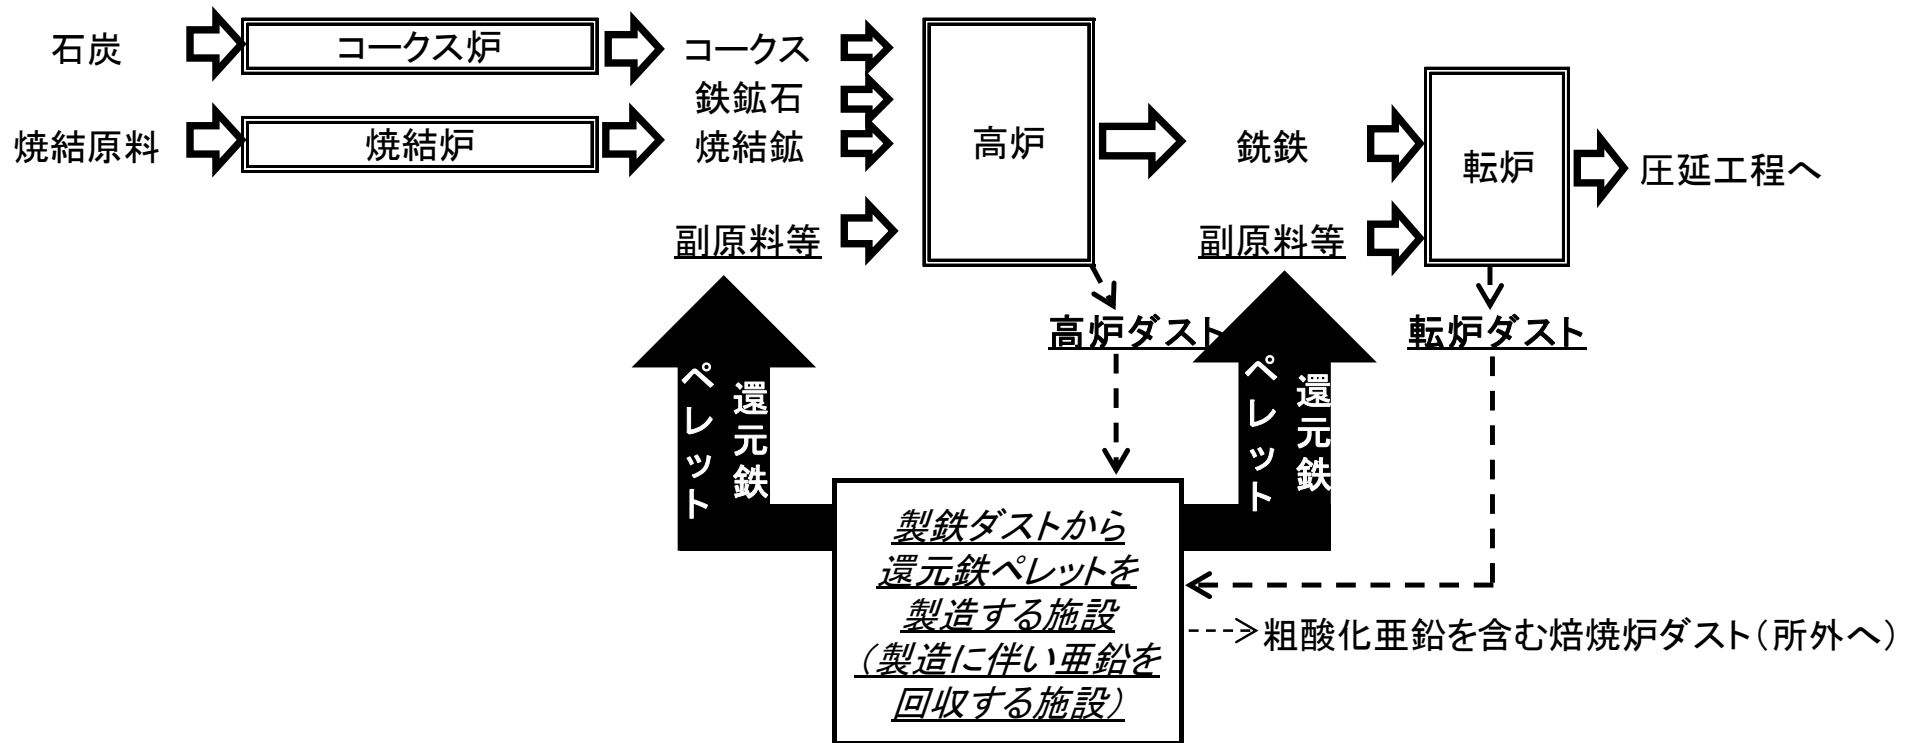 石炭
コークス炉
コークス
鉄鉱石
焼結原料
焼結炉
焼結鉱
副原料等
高炉
銑鉄
副原料等
転炉
圧延工程へ
高炉ダスト
転炉ダスト
還元鉄
ペレット
還元鉄
ペレット
製鉄ダストから
還元鉄ペレットを
製造する施設
（製造に伴い亜鉛を
回収する施設）
粗酸化亜鉛を含む焙焼炉ダスト（所外へ）